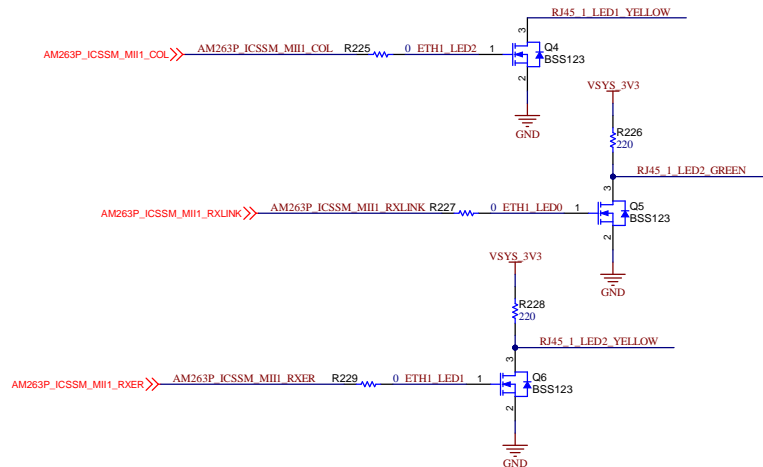 RJ45_1_LED1_YELLOW
3
AM263P_ICSSM_MII1_COL
AM263P_ICSSM_MII1_COL
R225
0
ETH1_LED2
1
Q4
BSS123
2
GND
VSYS_3V3
R226
220
RJ45_1_LED2_GREEN
3
AM263P_ICSSM_MII1_RXLINK
AM263P_ICSSM_MII1_RXLINK
R227
0
ETH1_LED0
1
Q5
BSS123
2
GND
VSYS_3V3
R228
220
RJ45_1_LED2_YELLOW
3
AM263P_ICSSM_MII1_RXER
AM263P_ICSSM_MII1_RXER
R229
0
ETH1_LED1
1
Q6
BSS123
2
GND